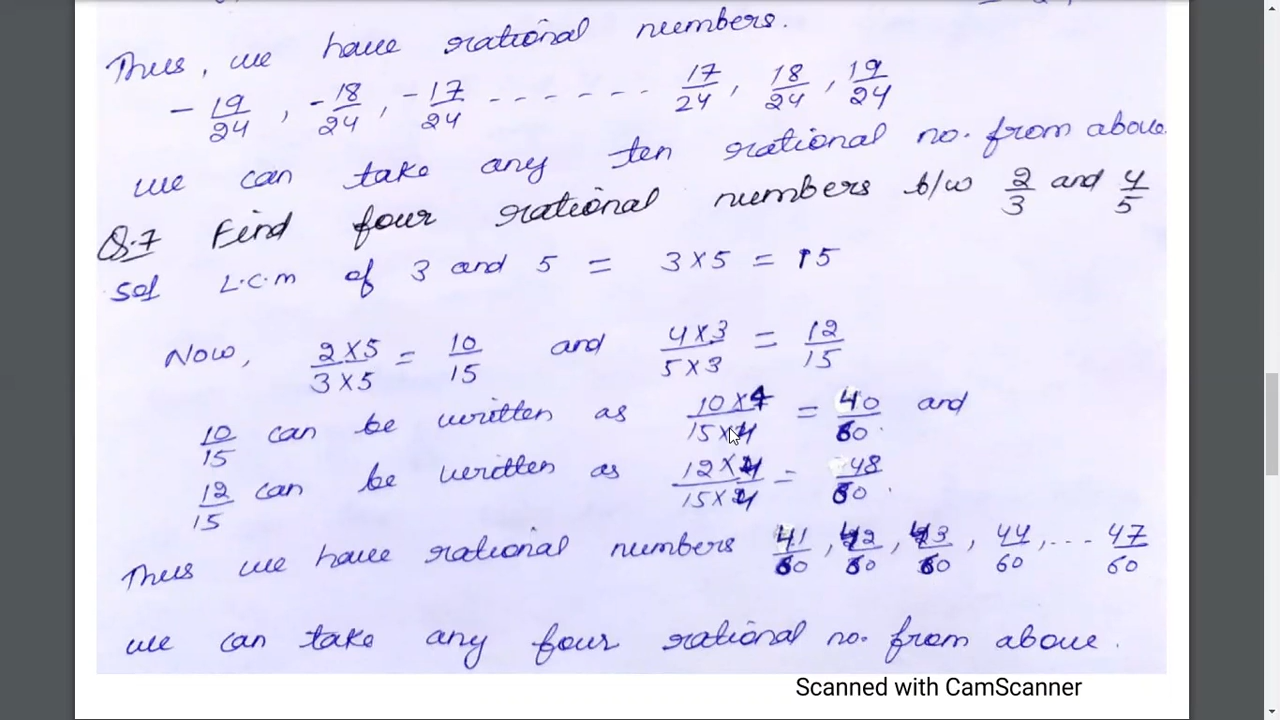 Thus, we have rational numbers.
-19/24, -18/24, -17/24 ------- 17/24, 18/24, 19/24
we can take any ten rational no. from above
Q.7 Find four rational numbers b/w 2/3 and 4/5
Sol L.C.m of 3 and 5 = 3×5 = 15
Now, 2×5/3×5 = 10/15 and 4×3/5×3 = 12/15
10/15 can be written as 10×4/15×4 = 40/60 and
12/15 can be written as 12×4/15×4 = 48/60.
Thus we have rational numbers 41/60, 42/60, 43/60, 44/60, ... 47/60
we can take any four rational no. from above.
Scanned with CamScanner